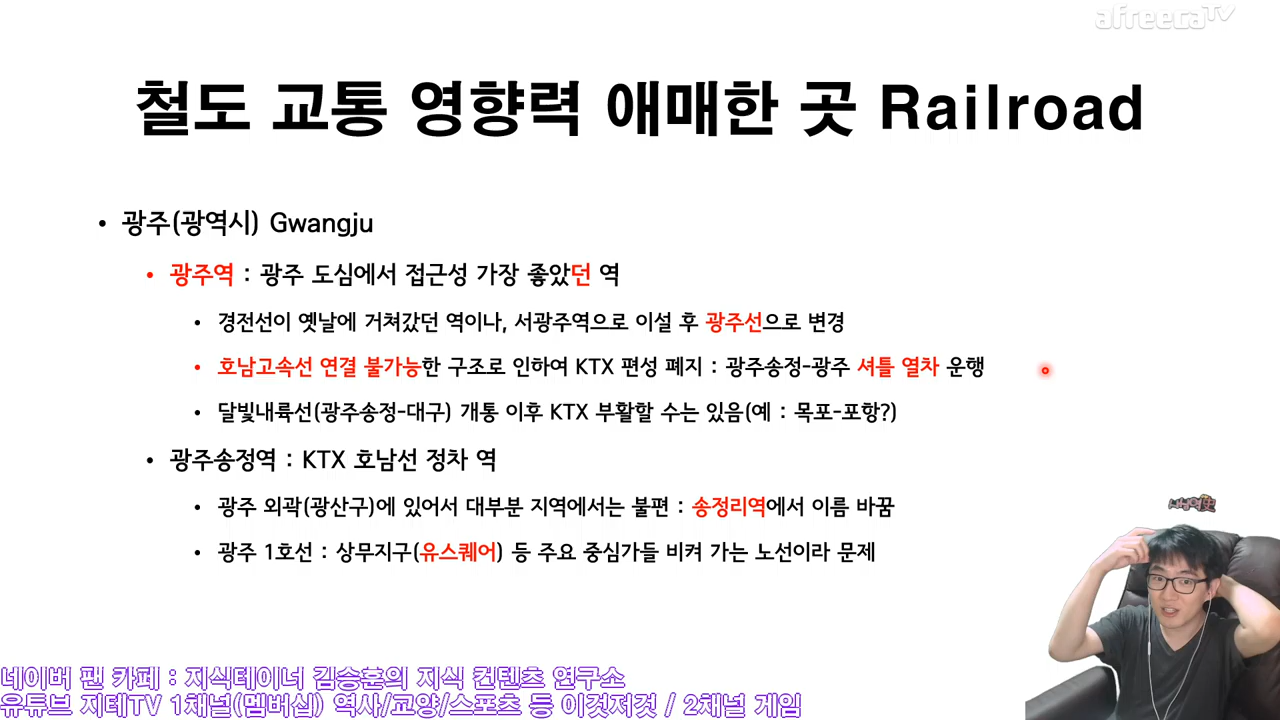 afreecaTV
철도 교통 영향력 애매한 곳 Railroad
• 광주(광역시) Gwangju
• 광주역 : 광주 도심에서 접근성 가장 좋았던 역
• 경전선이 옛날에 거쳐갔던 역이나, 서광주역으로 이설 후 광주선으로 변경
• 호남고속선 연결 불가능한 구조로 인하여 KTX 편성 폐지 : 광주송정-광주 셔틀 열차 운행
• 달빛내륙선(광주송정-대구) 개통 이후 KTX 부활할 수는 있음(예 : 목포-포항?)
• 광주송정역 : KTX 호남선 정차 역
• 광주 외곽(광산구)에 있어서 대부분 지역에서는 불편 : 송정리역에서 이름 바꿈
• 광주 1호선 : 상무지구(유스퀘어) 등 주요 중심가들 비켜 가는 노선이라 문제
네이버 팬 카페 : 지식테이너 김승훈의 지식 컨텐츠 연구소
유튜브 지테TV 1채널(멤버십) 역사/교양/스포츠 등 이것저것 / 2채널 게임